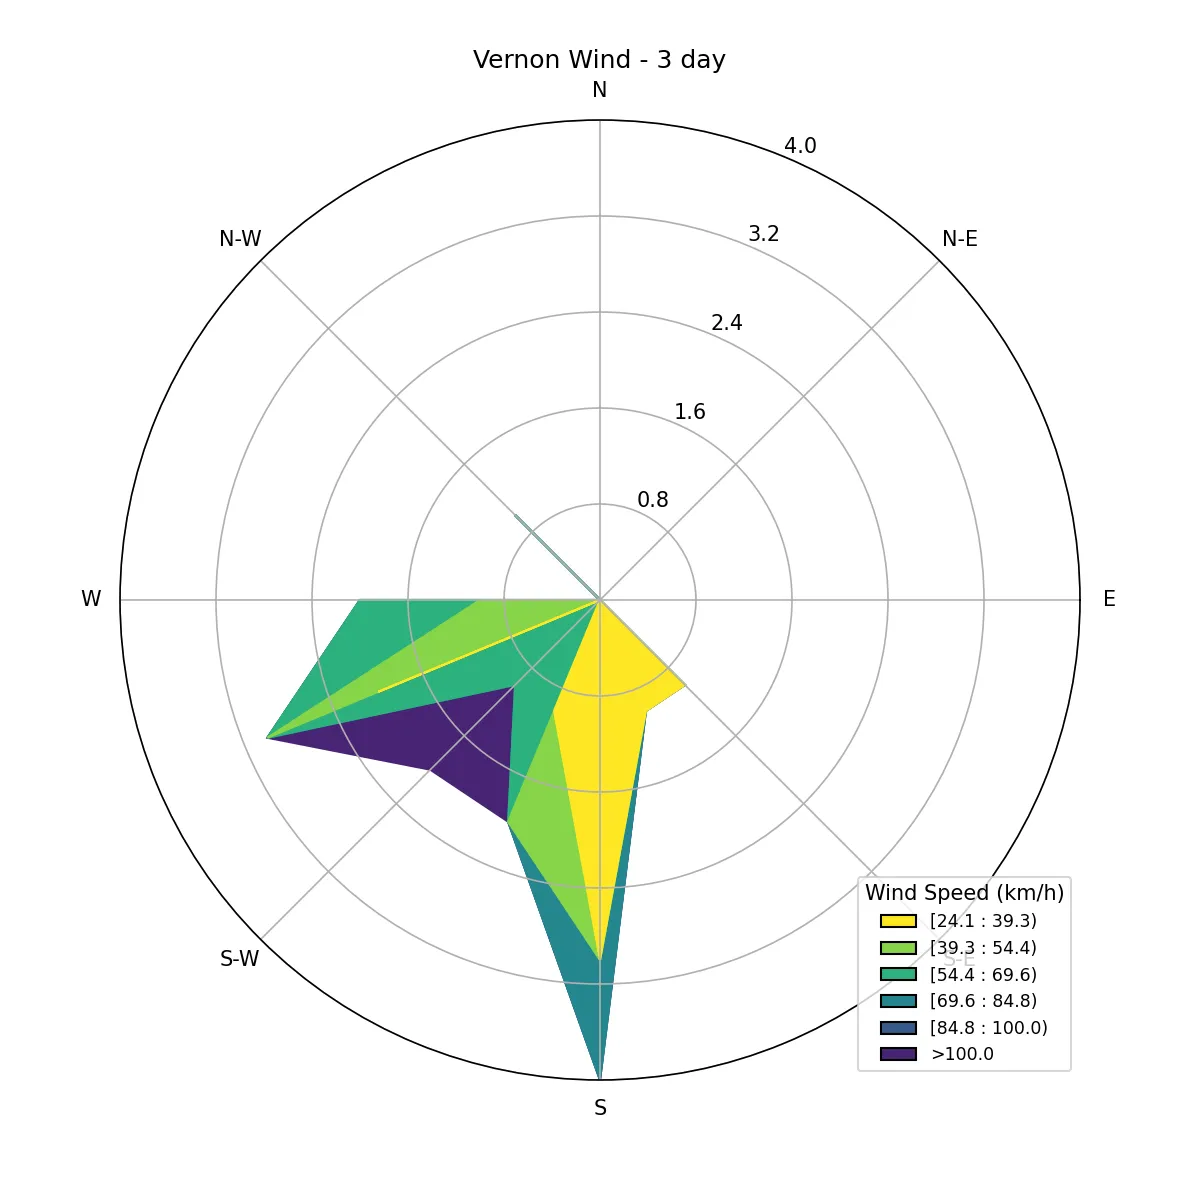 Vernon Wind - 3 day
N
4.0
N-W
3.2
N-E
2.4
1.6
0.8
W
E
Wind Speed (km/h)
[24.1 : 39.3)
[39.3 : 54.4)
S-W
S-E
[54.4 : 69.6)
[69.6 : 84.8)
[84.8 : 100.0)
>100.0
S